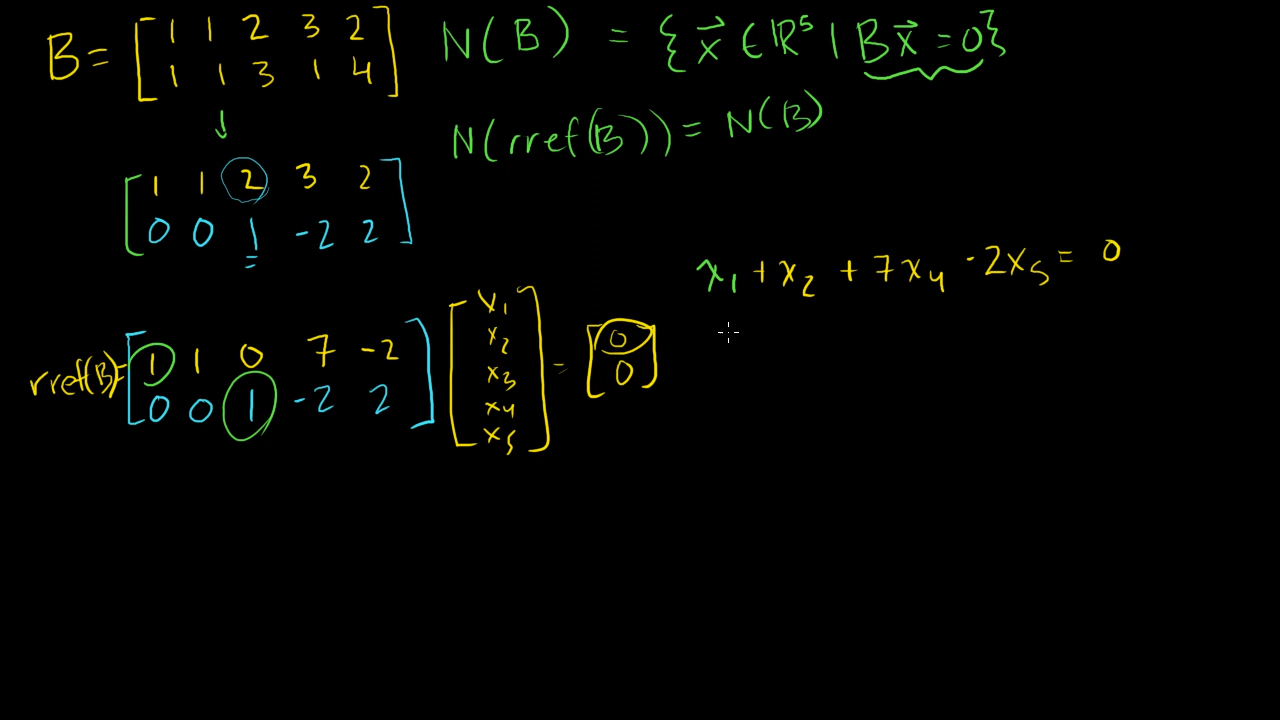 B = [ 1 1 2 3 2
1 1 3 1 4 ]
N(B) = { x⃗ ∈ ℝ⁵ | Bx⃗ = 0 }
↓
N(rref(B)) = N(B)
[ 1 1 2 3 2
0 0 1 -2 2 ]
x₁ + x₂ + 7x₄ - 2x₅ = 0
rref(B) = [ 1 1 0 7 -2
0 0 1 -2 2 ]
[ x₁
x₂
x₃
x₄
x₅ ]
= [ 0
0 ]